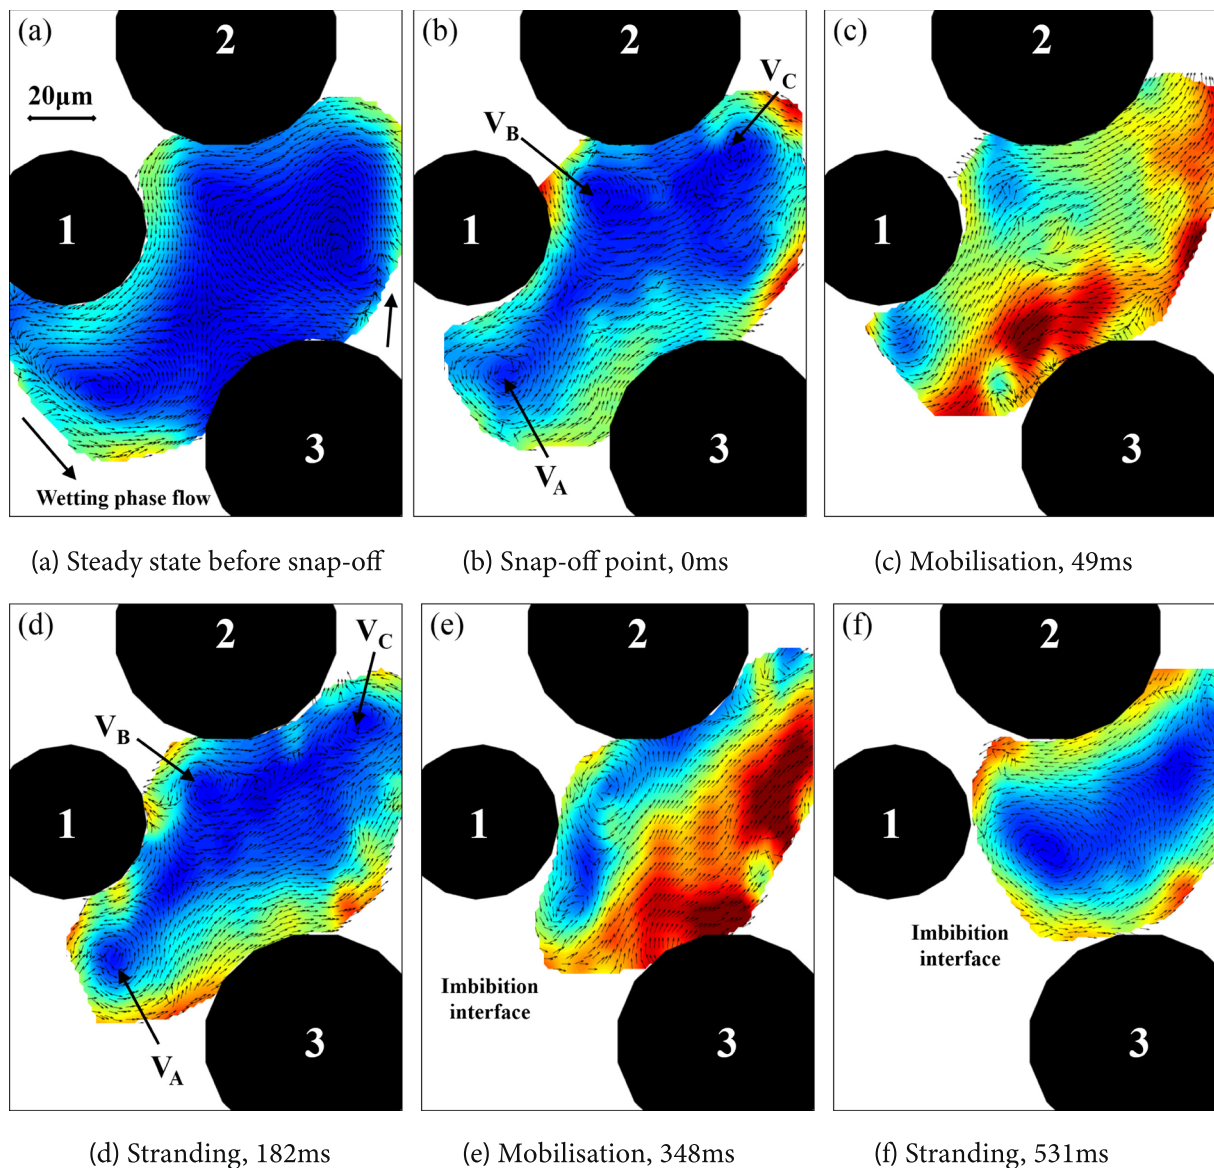 (a)
2
20μm
1
3
Wetting phase flow
(b)
2
V_C
V_B
1
3
V_A
(c)
2
1
3
(a) Steady state before snap-off
(b) Snap-off point, 0ms
(c) Mobilisation, 49ms
(d)
2
V_C
V_B
1
3
V_A
(e)
2
1
Imbibition
interface
3
(f)
2
1
Imbibition
interface
3
(d) Stranding, 182ms
(e) Mobilisation, 348ms
(f) Stranding, 531ms